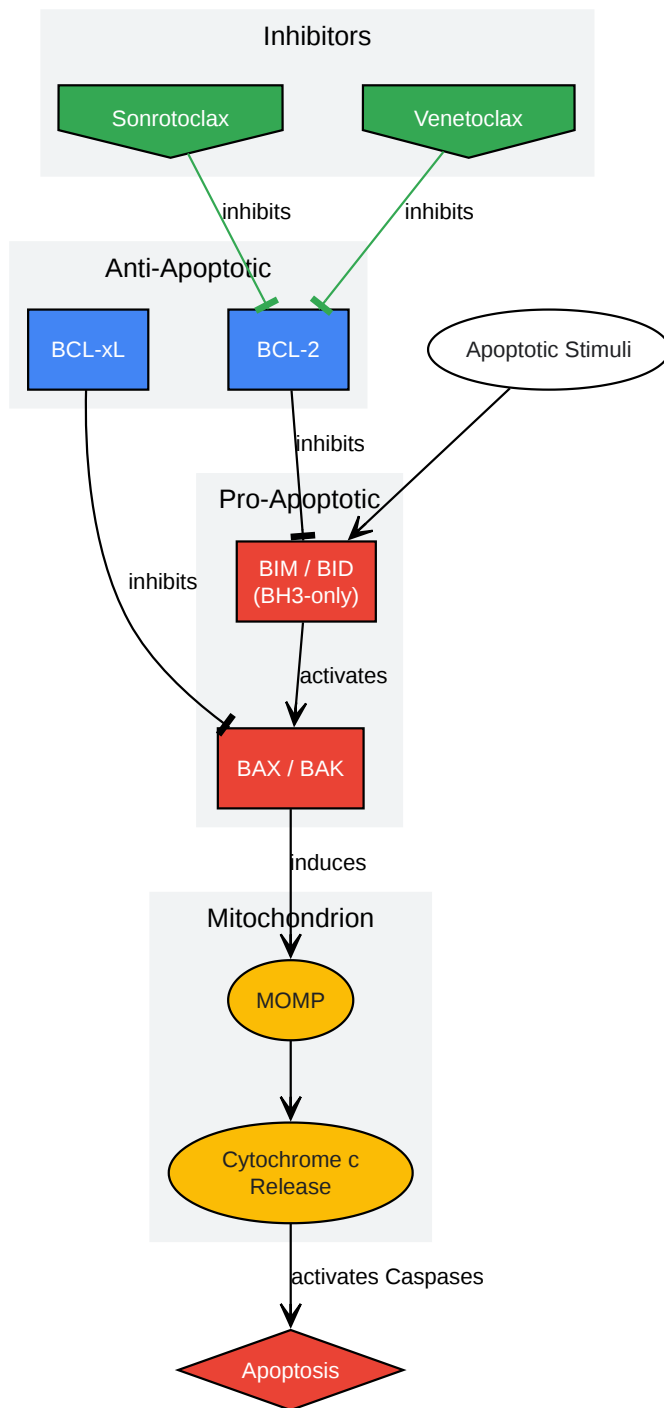 Inhibitors
Sonrotoclax
Venetoclax
inhibits
inhibits
Anti-Apoptotic
BCL-xL
BCL-2
Apoptotic Stimuli
inhibits
Pro-Apoptotic
BIM / BID
(BH3-only)
inhibits
activates
BAX / BAK
induces
Mitochondrion
MOMP
Cytochrome c
Release
activates Caspases
Apoptosis